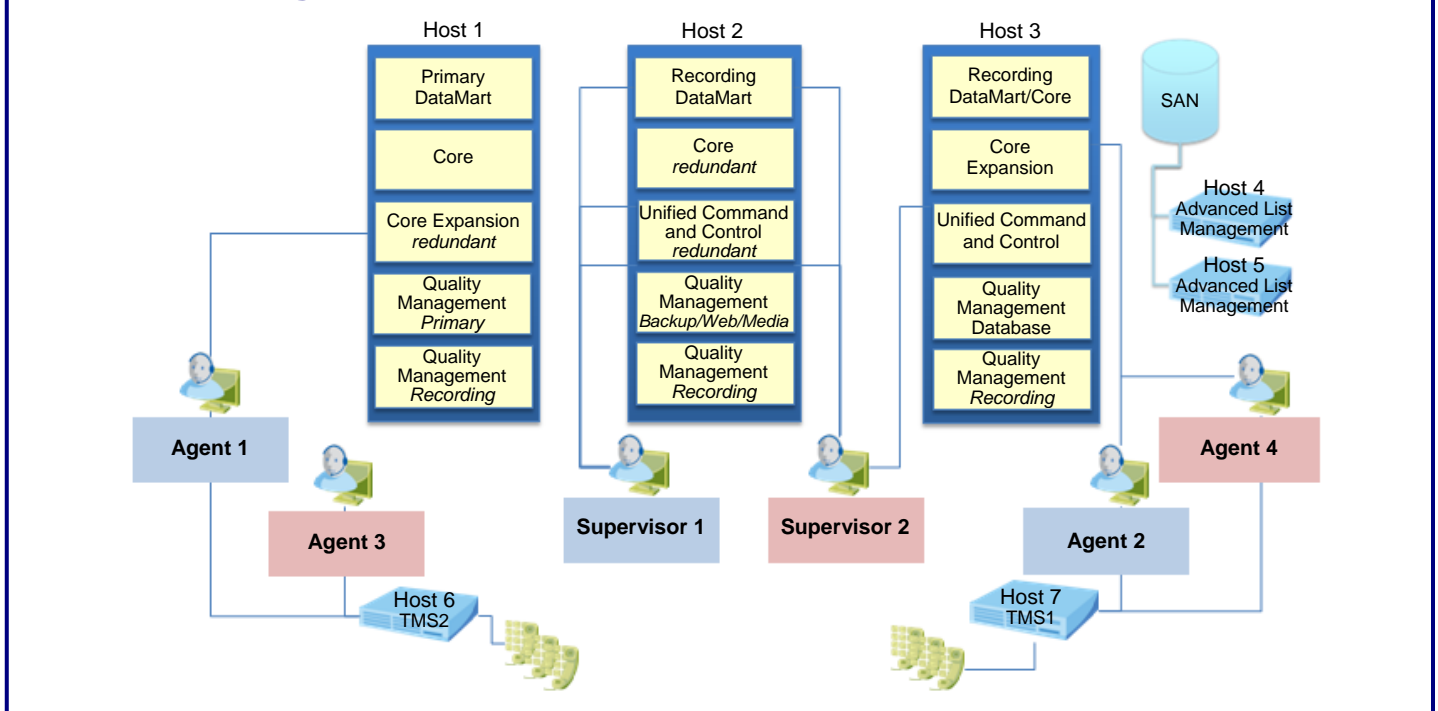 Host 1
Primary
DataMart
Core
Core Expansion
redundant
Quality
Management
Primary
Quality
Management
Recording
Host 2
Recording
DataMart
Core
redundant
Unified Command
and Control
redundant
Quality
Management
Backup/Web/Media
Quality
Management
Recording
Host 3
Recording
DataMart/Core
Core
Expansion
Unified Command
and Control
Quality
Management
Database
Quality
Management
Recording
SAN
Host 4
Advanced List
Management
Host 5
Advanced List
Management
Agent 1
Agent 3
Supervisor 1
Supervisor 2
Agent 2
Agent 4
Host 6
TMS2
Host 7
TMS1